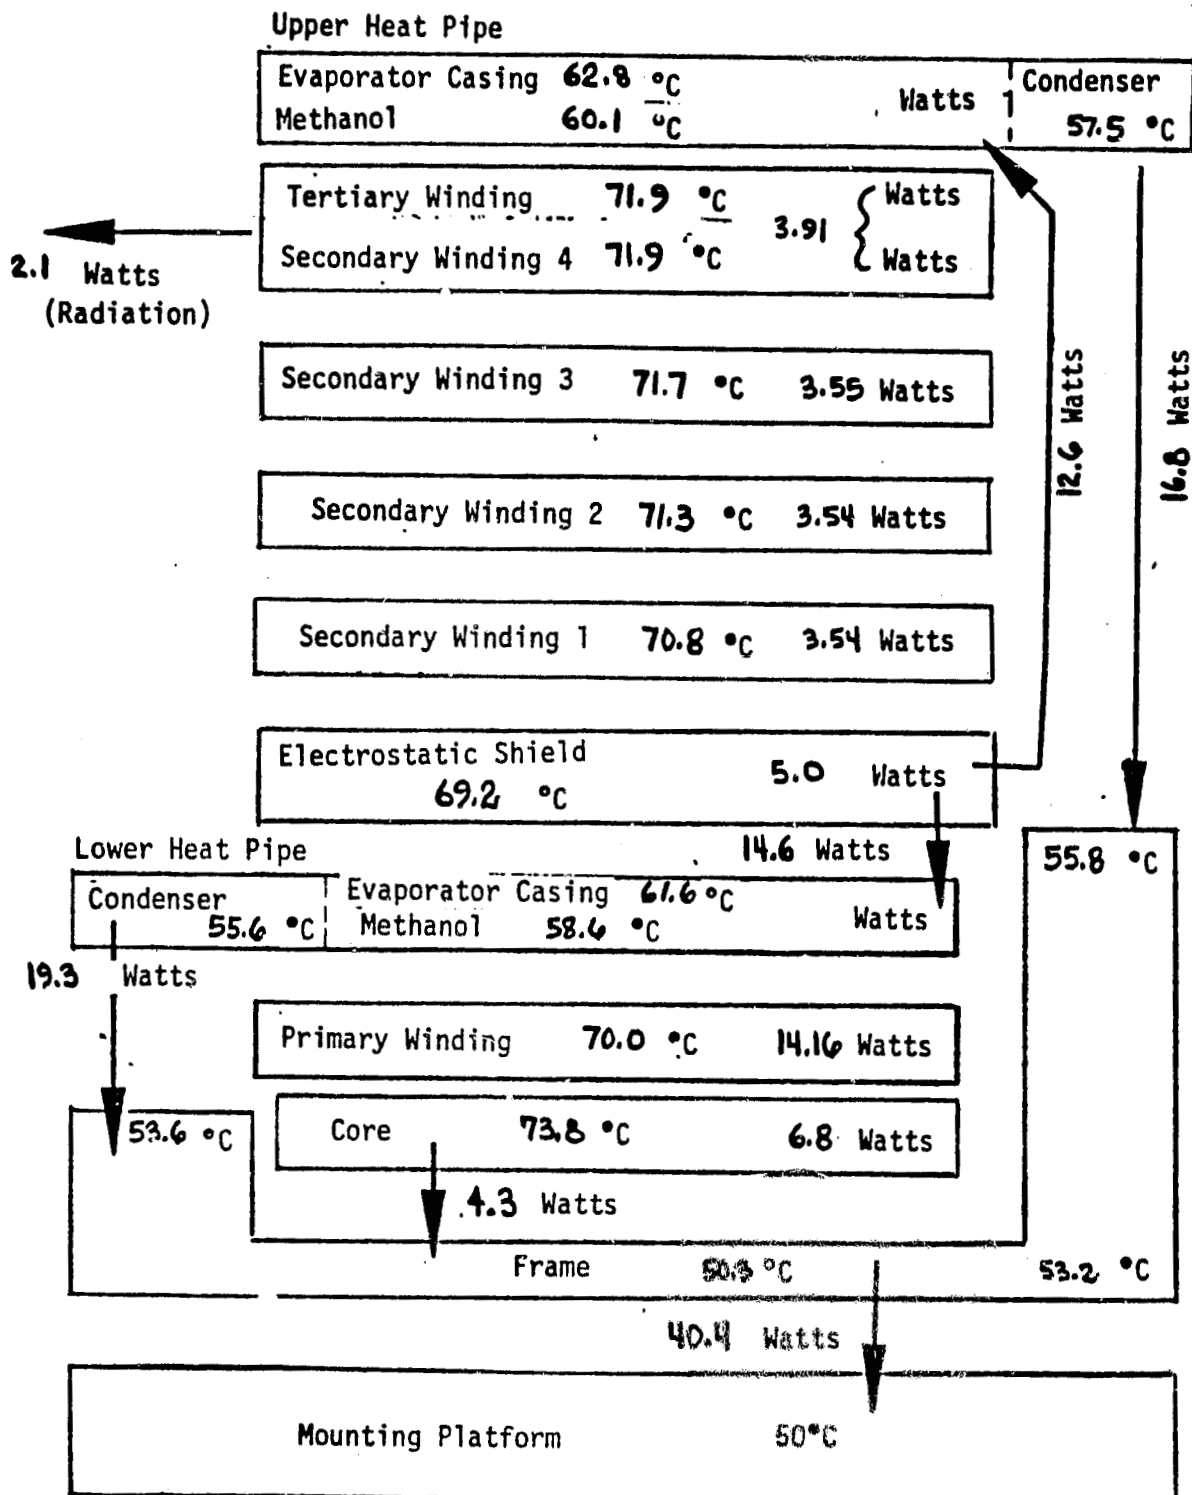 Upper Heat Pipe
Evaporator Casing 62.8 °C
Methanol 60.1 °C
Watts
Condenser
57.5 °C
Tertiary Winding 71.9 °C
Secondary Winding 4 71.9 °C
3.91 { Watts
Watts
2.1 Watts
(Radiation)
Secondary Winding 3 71.7 °C 3.55 Watts
12.6 Watts
16.8 Watts
Secondary Winding 2 71.3 °C 3.54 Watts
Secondary Winding 1 70.8 °C 3.54 Watts
Electrostatic Shield
69.2 °C
5.0 Watts
14.6 Watts
55.8 °C
Lower Heat Pipe
Condenser
55.6 °C
Evaporator Casing 61.6 °C
Methanol 58.6 °C
Watts
19.3 Watts
Primary Winding 70.0 °C 14.16 Watts
53.6 °C
Core 73.8 °C 6.8 Watts
4.3 Watts
Frame 50.3 °C
53.2 °C
40.4 Watts
Mounting Platform 50°C